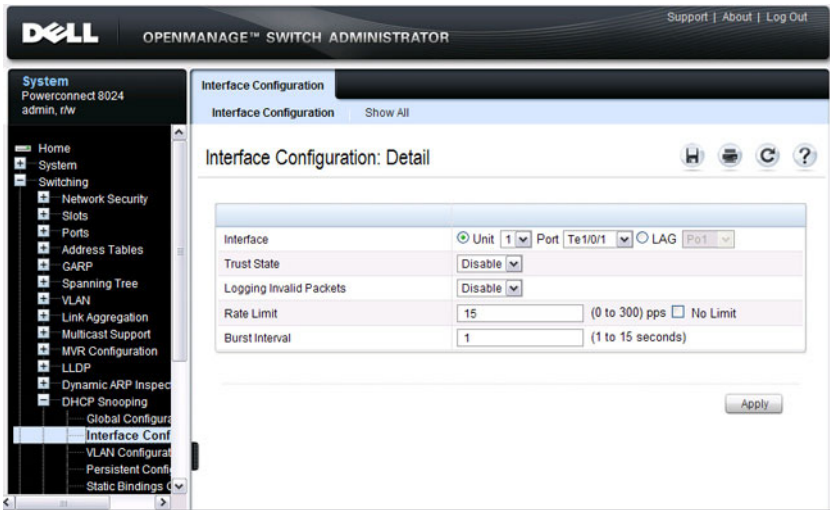 Support | About | Log Out
DELL OPENMANAGE™ SWITCH ADMINISTRATOR
System
Powerconnect 8024
admin, r/w
Home
System
Switching
Network Security
Slots
Ports
Address Tables
GARP
Spanning Tree
VLAN
Link Aggregation
Multicast Support
MVR Configuration
LLDP
Dynamic ARP Inspec
DHCP Snooping
Global Configura
Interface Conf
VLAN Configurat
Persistent Confi
Static Bindings C
Interface Configuration
Interface Configuration Show All
Interface Configuration: Detail
Interface Unit 1 Port Te1/0/1 LAG Po1
Trust State Disable
Logging Invalid Packets Disable
Rate Limit 15 (0 to 300) pps No Limit
Burst Interval 1 (1 to 15 seconds)
Apply